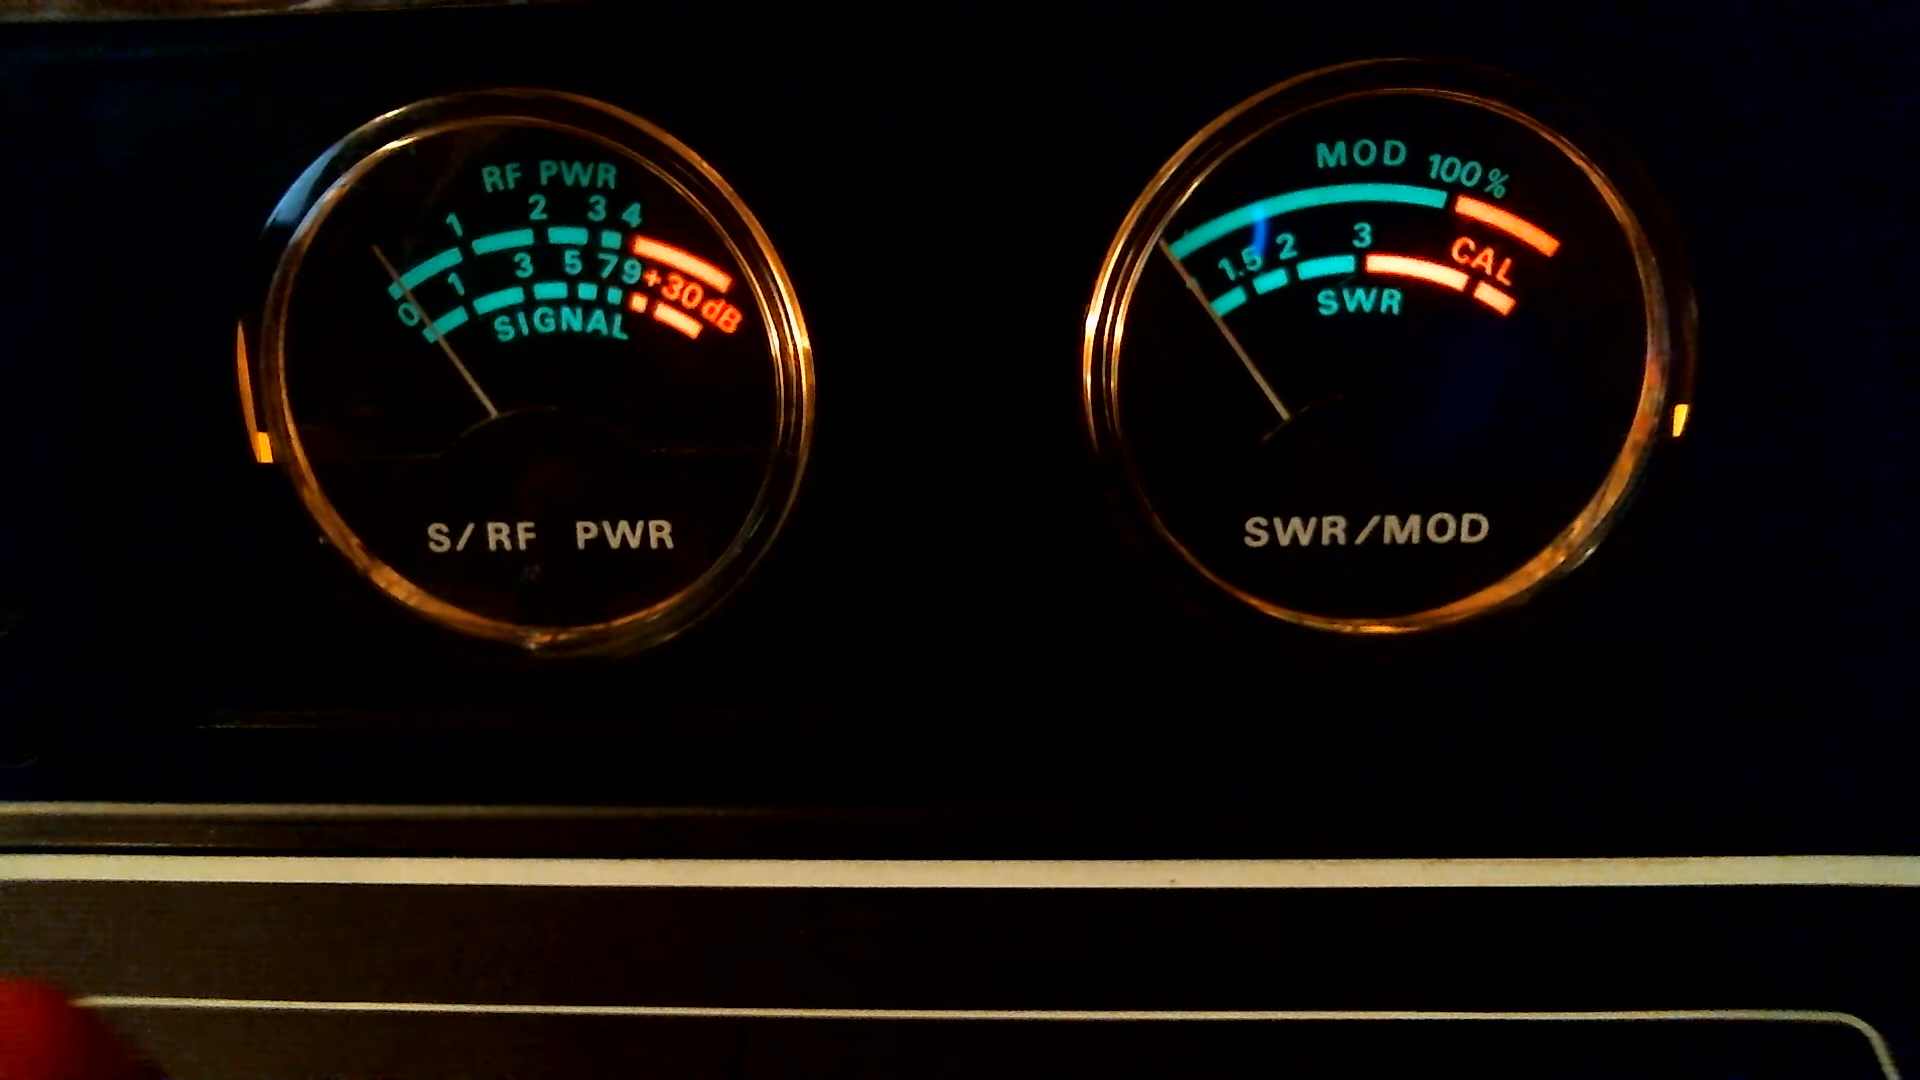 RF PWR
1 2 3 4
0 1 3 5 7 9 +30dB
SIGNAL
S/RF PWR
MOD 100%
1.5 2 3 CAL
SWR
SWR/MOD